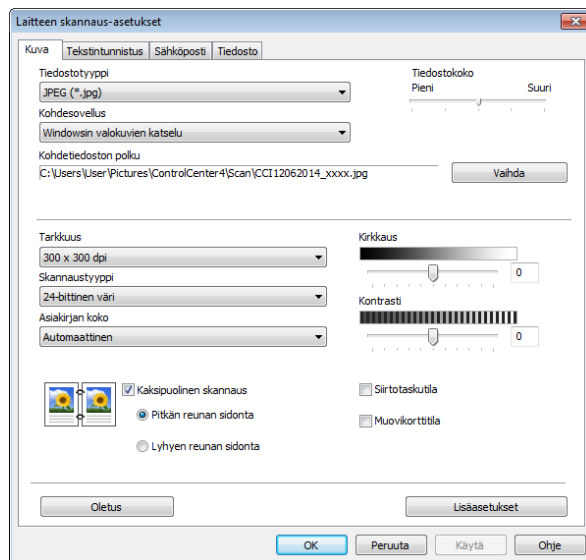 Laitteen skannaus-asetukset
Kuva Tekstintunnistus Sähköposti Tiedosto
Tiedostotyyppi
JPEG (*.jpg)
Tiedostokoko
Pieni Suuri
Kohdesovellus
Windowsin valokuvien katselu
Kohdetiedoston polku
C:\Users\User\Pictures\ControlCenter4\Scan\CCI12062014_xxxx.jpg
Vaihda
Tarkkuus
300 x 300 dpi
Skannaustyyppi
24-bittinen väri
Asiakirjan koko
Automaattinen
Kirkkaus
0
Kontrasti
0
Kaksipuolinen skannaus
Pitkän reunan sidonta
Lyhyen reunan sidonta
Siirtotaskutila
Muovikorttitila
Oletus Lisäasetukset
OK Peruuta Käytä Ohje